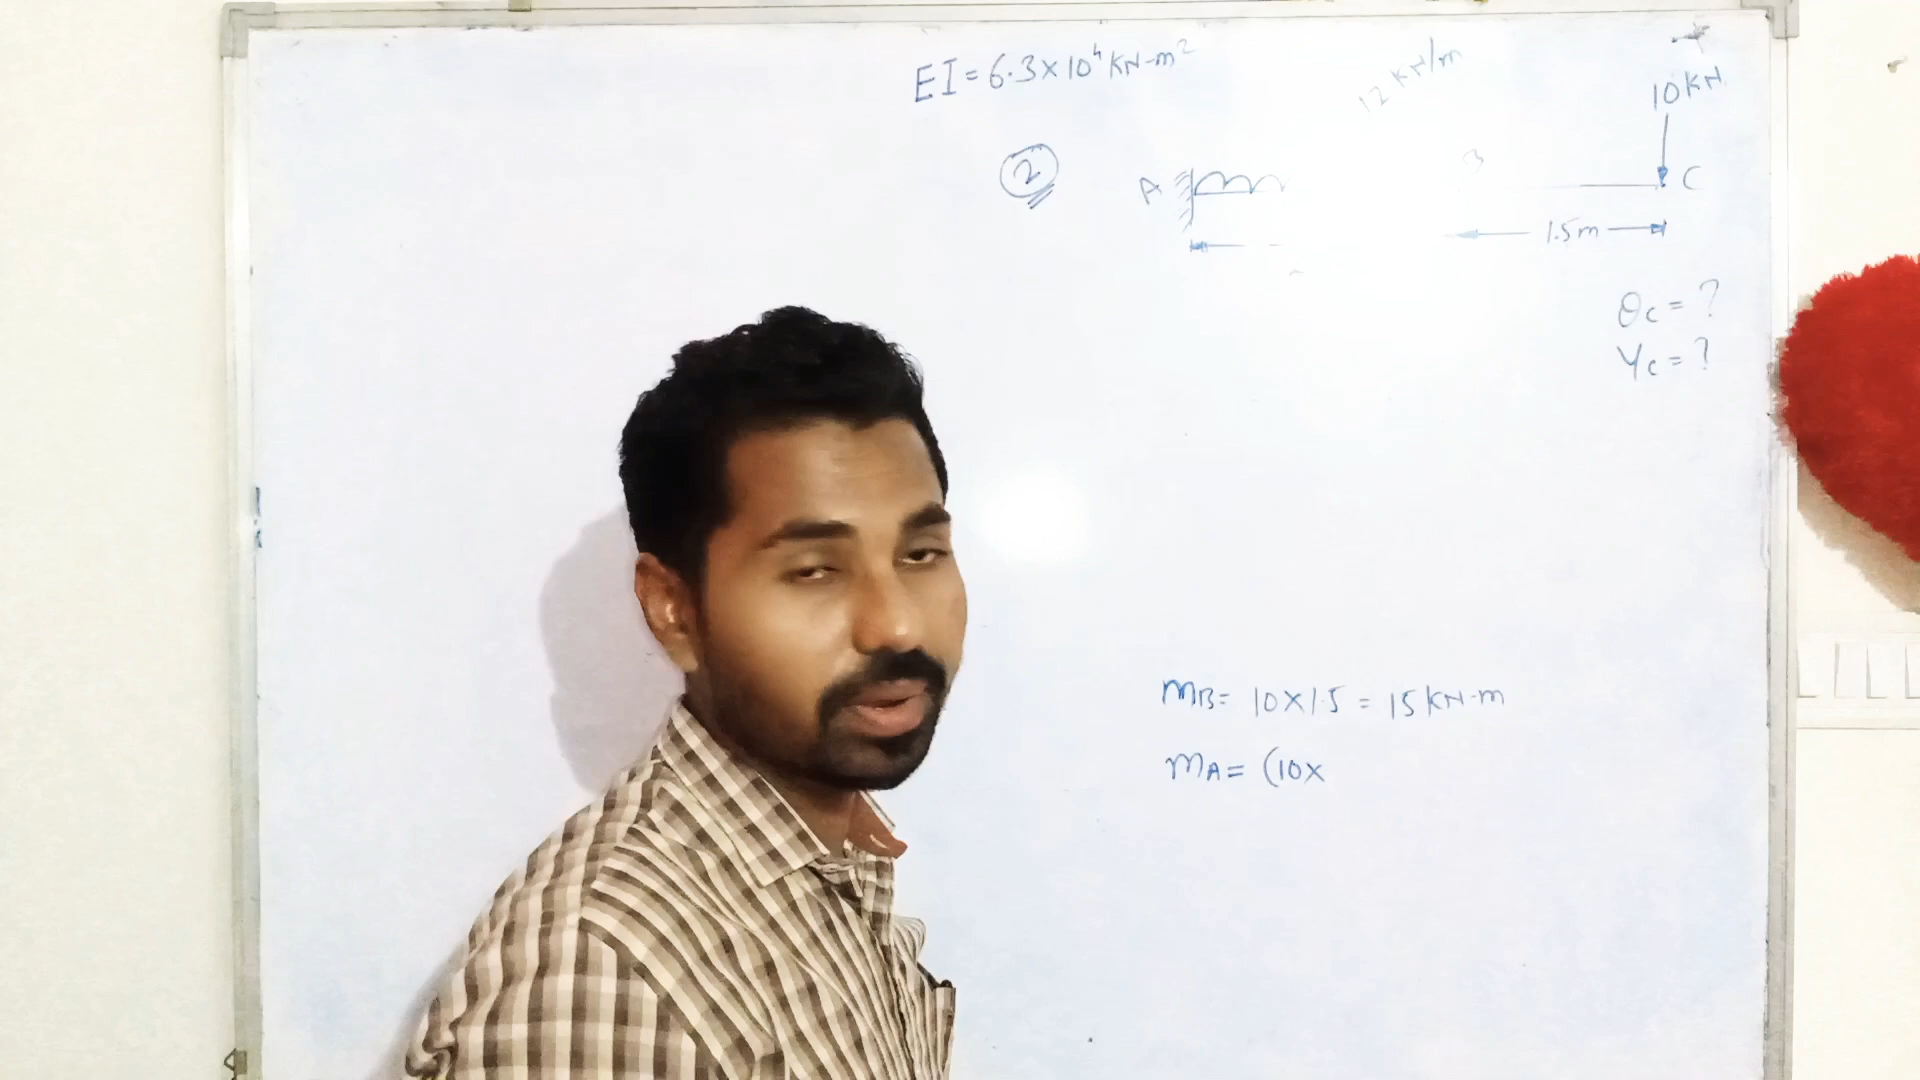 EI = 6.3×10⁴ KN-m²
12 KN/m
10 KN
2
A
C
1.5m
θc = ?
Yc = ?
MB = 10×1.5 = 15 KN-m
MA = (10×